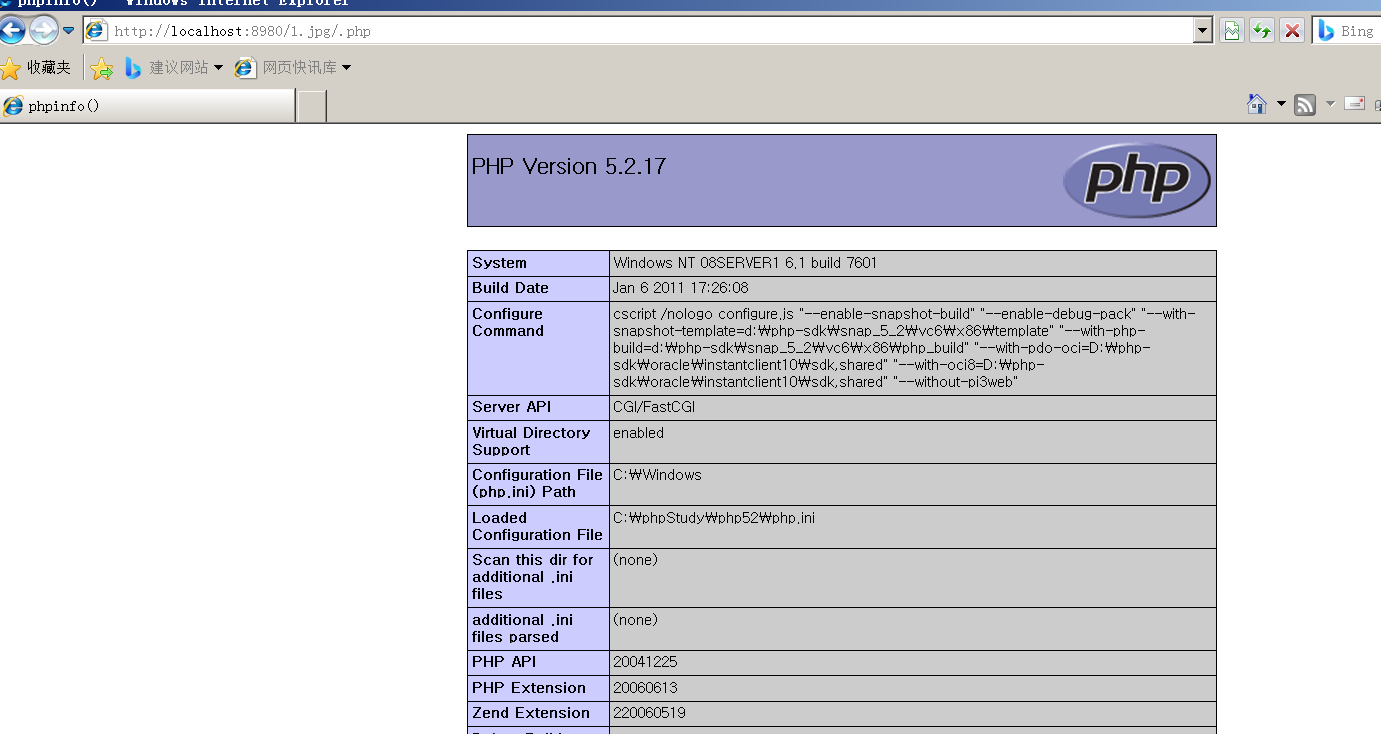 phpinfo() - Windows Internet Explorer
http://localhost:8980/1.jpg/.php
Bing
收藏夹 建议网站 网页快讯库
phpinfo()
PHP Version 5.2.17
php
System Windows NT 08SERVER1 6.1 build 7601
Build Date Jan 6 2011 17:26:08
Configure cscript /nologo configure.js "--enable-snapshot-build" "--enable-debug-pack" "--with-
Command snapshot-template=d:₩php-sdk₩snap_5_2₩vc6₩x86₩template" "--with-php-
build=d:₩php-sdk₩snap_5_2₩vc6₩x86₩php_build" "--with-pdo-oci=D:₩php-
sdk₩oracle₩instantclient10₩sdk,shared" "--with-oci8=D:₩php-
sdk₩oracle₩instantclient10₩sdk,shared" "--without-pi3web"
Server API CGI/FastCGI
Virtual Directory enabled
Support
Configuration File C:₩Windows
(php.ini) Path
Loaded C:₩phpStudy₩php52₩php.ini
Configuration File
Scan this dir for (none)
additional .ini
files
additional .ini (none)
files parsed
PHP API 20041225
PHP Extension 20060613
Zend Extension 220060519